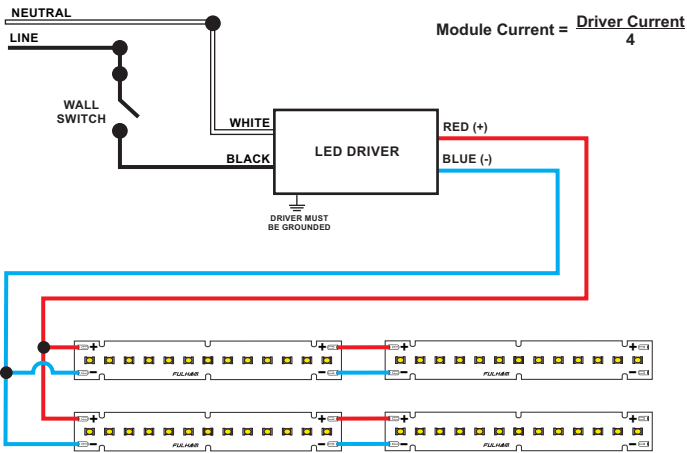 NEUTRAL
LINE
Module Current = Driver Current
4
WALL
SWITCH
WHITE
BLACK
LED DRIVER
RED (+)
BLUE (-)
DRIVER MUST
BE GROUNDED
+ + + +
FULHAM FULHAM
− − − −
+ + + +
FULHAM FULHAM
− − − −